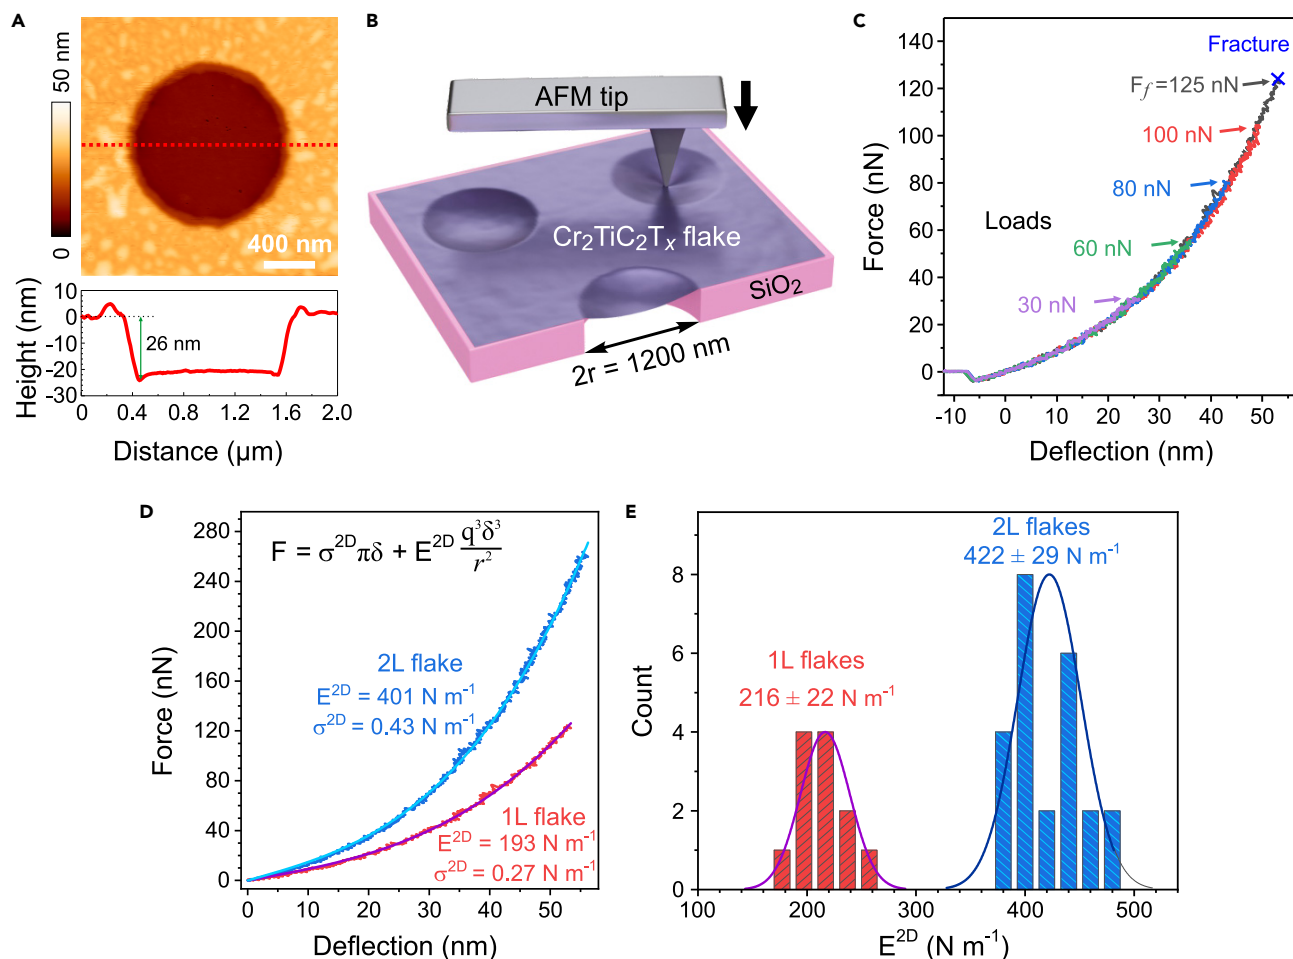 A
50 nm
0
400 nm
Height (nm)
10
0
-10
-20
-30
26 nm
0
0.4
0.8
1.2
1.6
2.0
Distance (µm)
B
AFM tip
Cr₂TiC₂Tₓ flake
SiO₂
2r = 1200 nm
C
Force (nN)
140
120
100
80
60
40
20
0
Fracture
F_f =125 nN
100 nN
80 nN
Loads
60 nN
30 nN
-12
0
10
20
30
40
50
Deflection (nm)
D
Force (nN)
280
240
200
160
120
80
40
0
F = σ²ᴰπδ + E²ᴰ q³δ³/r²
2L flake
E²ᴰ = 401 N m⁻¹
σ²ᴰ = 0.43 N m⁻¹
1L flake
E²ᴰ = 193 N m⁻¹
σ²ᴰ = 0.27 N m⁻¹
0
10
20
30
40
50
Deflection (nm)
E
Count
8
6
4
2
0
2L flakes
422 ± 29 N m⁻¹
1L flakes
216 ± 22 N m⁻¹
100
200
300
400
500
E²ᴰ (N m⁻¹)